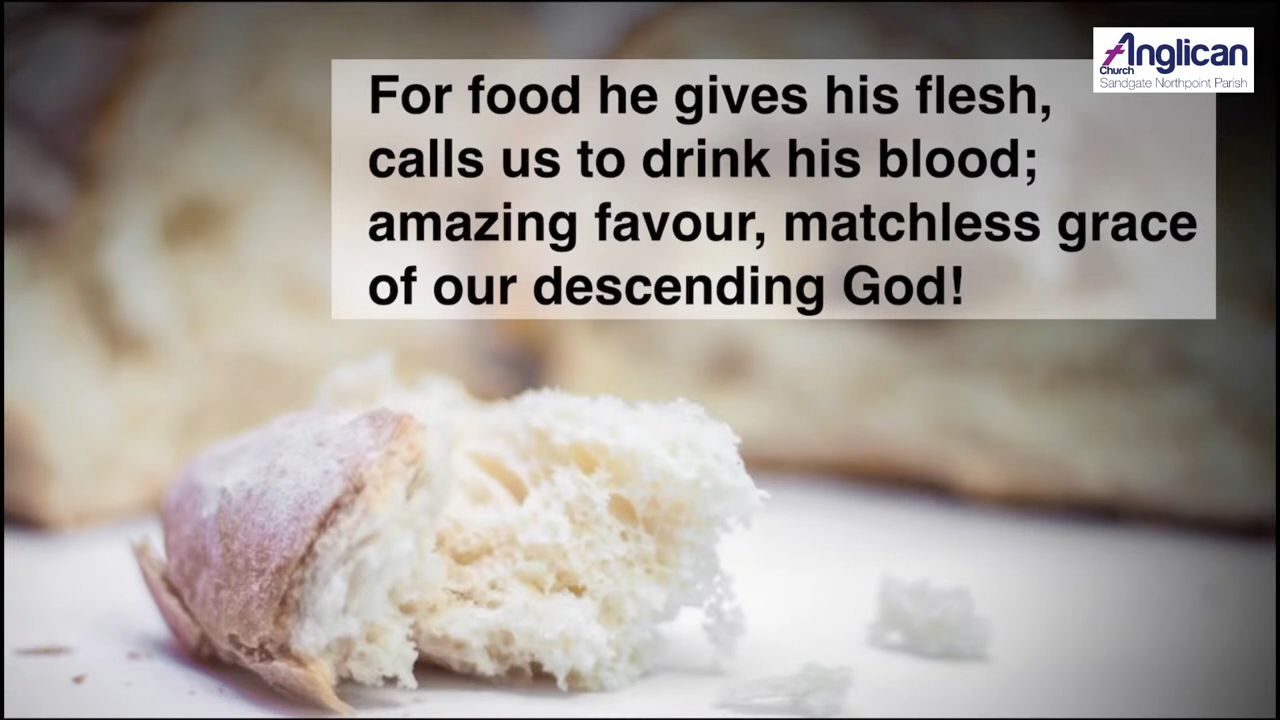 Anglican
Church
Sandgate Northpoint Parish
For food he gives his flesh,
calls us to drink his blood;
amazing favour, matchless grace
of our descending God!